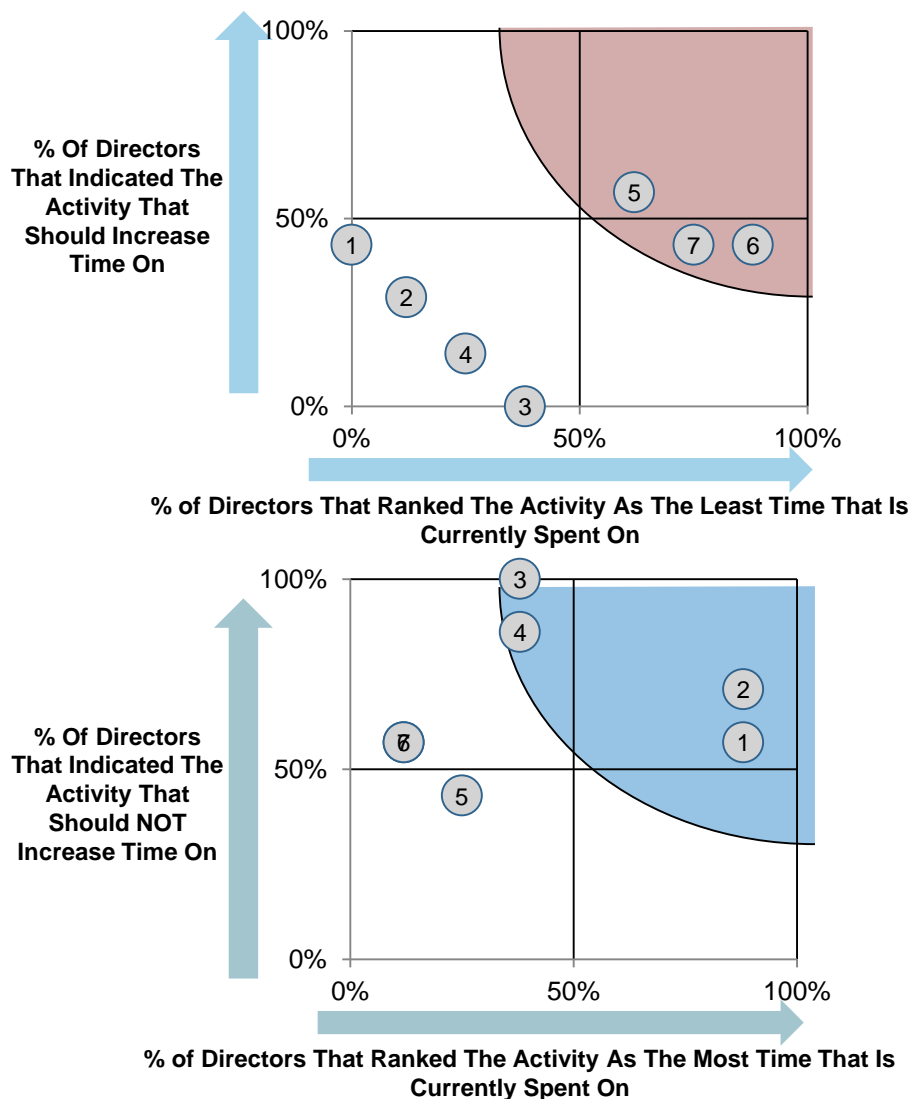 100%
% Of Directors
That Indicated The
Activity That
Should Increase
Time On
5
50%
1
7
6
2
4
0%
3
0%
50%
100%
% of Directors That Ranked The Activity As The Least Time That Is
Currently Spent On
100%
3
4
2
% Of Directors
That Indicated The
Activity That
Should NOT
Increase Time On
6
1
50%
5
0%
0%
50%
100%
% of Directors That Ranked The Activity As The Most Time That Is
Currently Spent On